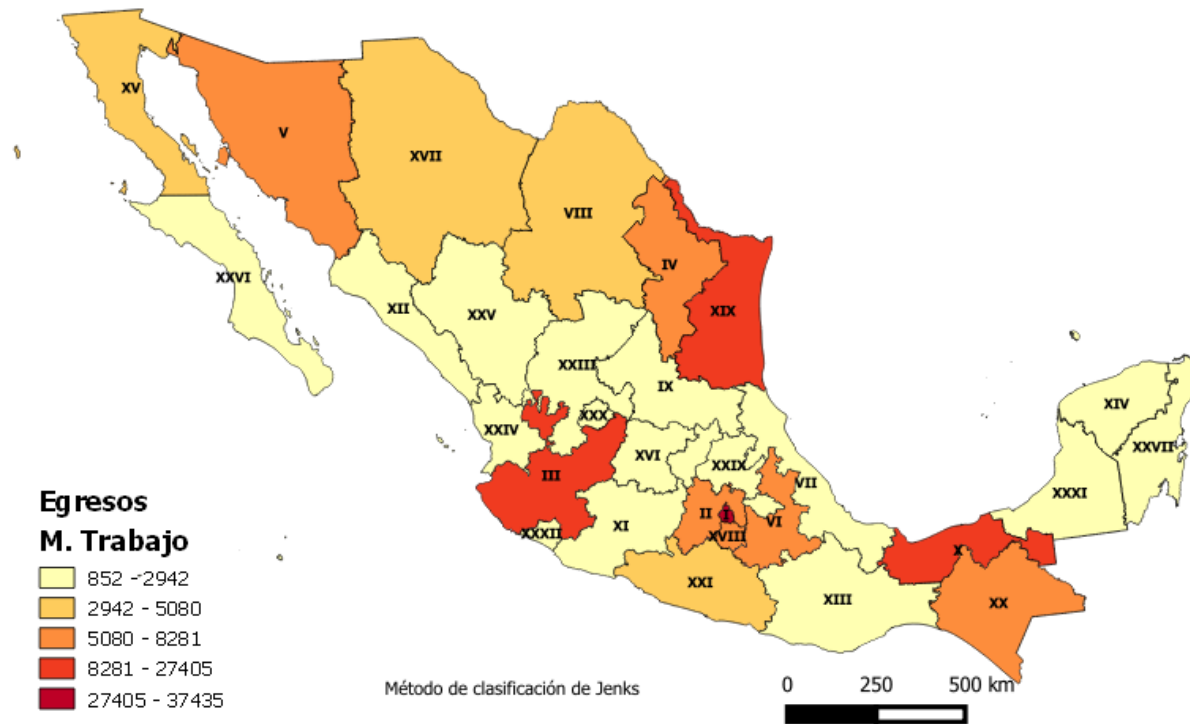 XV
V
XVII
VIII
IV
XXVI
XII
XXV
XIX
XXIII
IX
XXIV
XXX
XIV
XVI
XXIX
XXVII
III
VII
XXXI
II
I
VI
XXXII
XI
XVIII
X
XXI
XIII
XX
Egresos
M. Trabajo
852 - 2942
2942 - 5080
5080 - 8281
8281 - 27405
27405 - 37435
Método de clasificación de Jenks
0 250 500 km